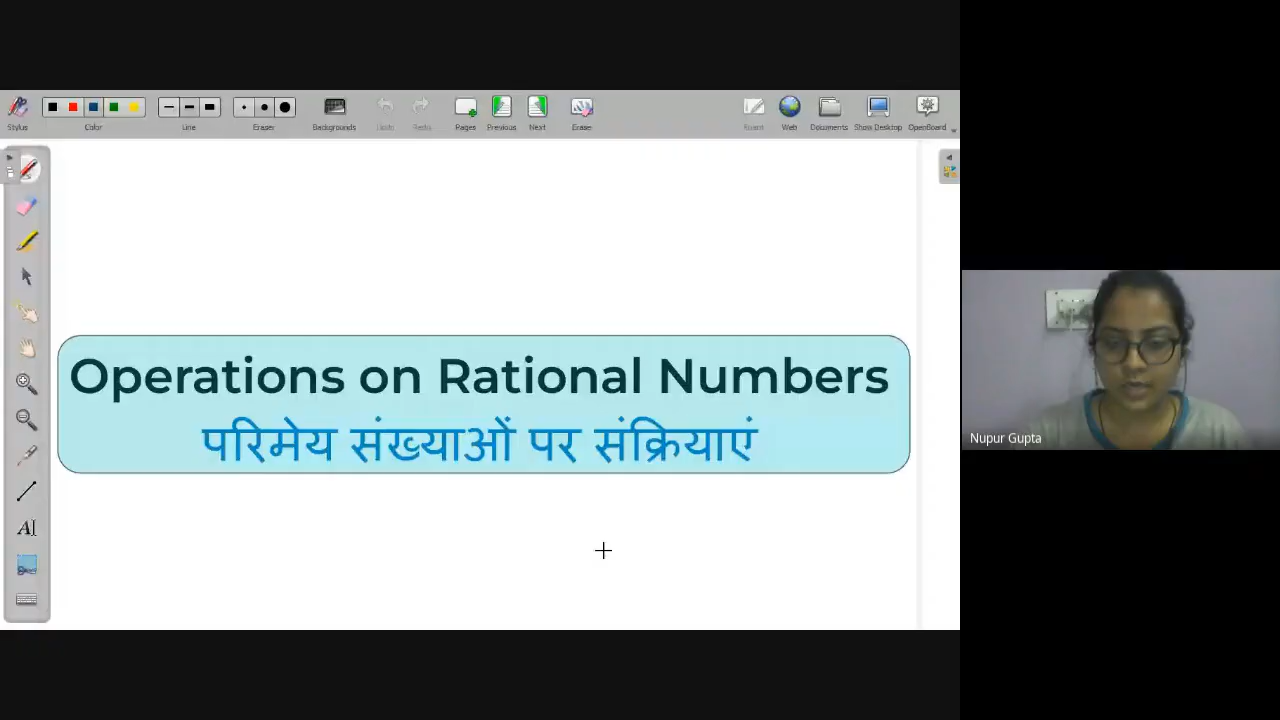 Stylus Color Line Eraser Backgrounds Undo Redo Pages Previous Next Erase Board Web Documents Show Desktop OpenBoard
Operations on Rational Numbers
परिमेय संख्याओं पर संक्रियाएं
Nupur Gupta
AI